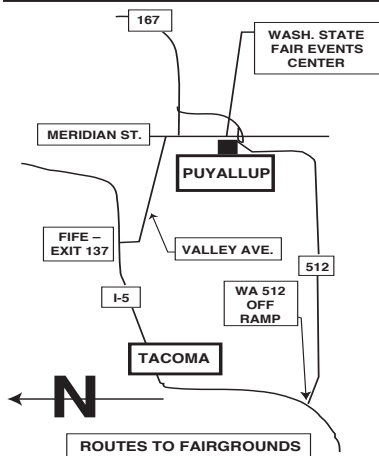 167
WASH. STATE
FAIR EVENTS
CENTER
MERIDIAN ST.
PUYALLUP
FIFE –
EXIT 137
VALLEY AVE.
512
I-5
WA 512
OFF
RAMP
TACOMA
N
ROUTES TO FAIRGROUNDS